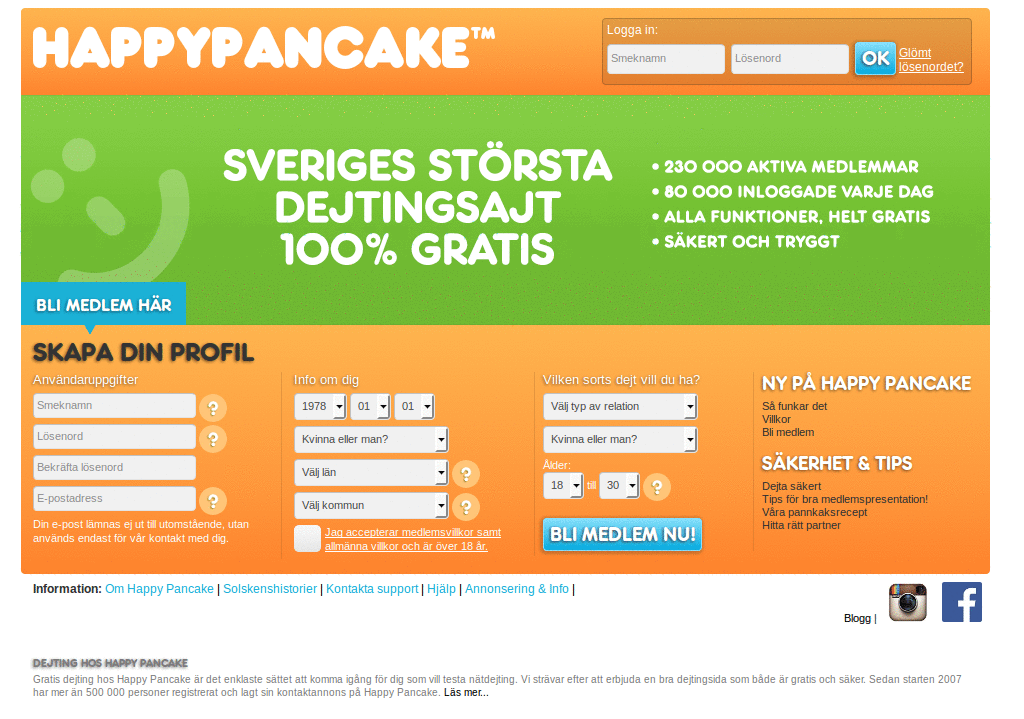 HAPPYPANCAKE™
Logga in:
Smeknamn
Lösenord
OK
Glömt
lösenordet?
SVERIGES STÖRSTA
DEJTINGSAJT
100% GRATIS
• 230 000 AKTIVA MEDLEMMAR
• 80 000 INLOGGADE VARJE DAG
• ALLA FUNKTIONER, HELT GRATIS
• SÄKERT OCH TRYGGT
BLI MEDLEM HÄR
SKAPA DIN PROFIL
Användaruppgifter
Smeknamn ?
Lösenord ?
Bekräfta lösenord
E-postadress ?
Din e-post lämnas ej ut till utomstående, utan
används endast för vår kontakt med dig.
Info om dig
1978 01 01
Kvinna eller man?
Välj län ?
Välj kommun ?
Jag accepterar medlemsvillkor samt
allmänna villkor och är över 18 år.
Vilken sorts dejt vill du ha?
Välj typ av relation
Kvinna eller man?
Ålder:
18 till 30 ?
BLI MEDLEM NU!
NY PÅ HAPPY PANCAKE
Så funkar det
Villkor
Bli medlem
SÄKERHET & TIPS
Dejta säkert
Tips för bra medlemspresentation!
Våra pannkaksrecept
Hitta rätt partner
Information: Om Happy Pancake | Solskenshistorier | Kontakta support | Hjälp | Annonsering & Info |
Blogg |
f
DEJTING HOS HAPPY PANCAKE
Gratis dejting hos Happy Pancake är det enklaste sättet att komma igång för dig som vill testa nätdejting. Vi strävar efter att erbjuda en bra dejtingsida som både är gratis och säker. Sedan starten 2007
har mer än 500 000 personer registrerat och lagt sin kontaktannons på Happy Pancake. Läs mer...